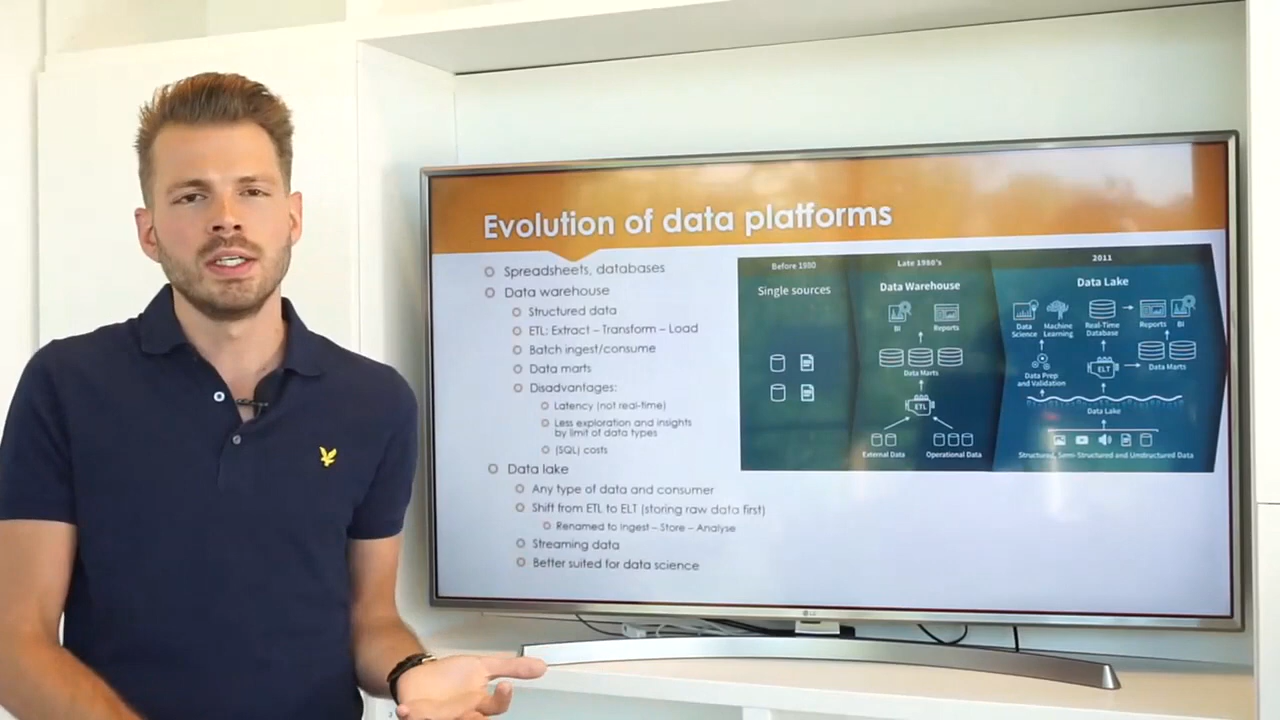 Evolution of data platforms
Spreadsheets, databases
Data warehouse
Structured data
ETL: Extract – Transform – Load
Batch ingest/consume
Data marts
Disadvantages:
Latency (not real-time)
Less exploration and insights
by limit of data types
(SQL) costs
Data lake
Any type of data and consumer
Shift from ETL to ELT (storing raw data first)
Renamed to Ingest – Store – Analyse
Streaming data
Better suited for data science
Before 1980
Single sources
Late 1980's
Data Warehouse
BI
Reports
Data Marts
ETL
External Data
Operational Data
2011
Data Lake
Data
Science
Machine
Learning
Real-Time
Database
Reports
BI
Data Prep
and Validation
ELT
Data Marts
Data Lake
Structured, Semi-Structured and Unstructured Data
LG